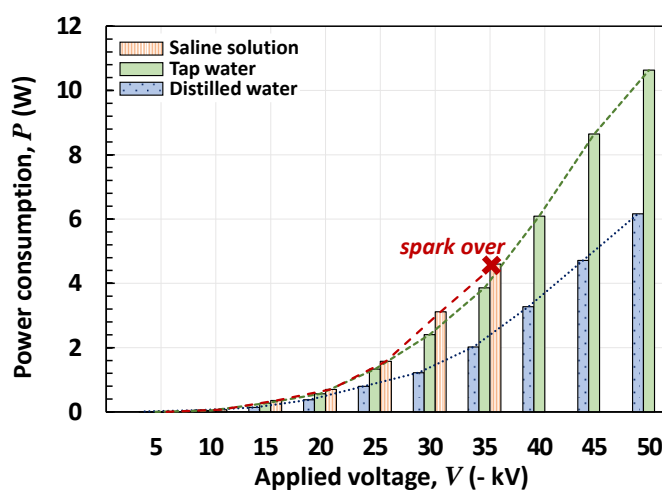 12
10
8
6
4
2
0
Power consumption, P (W)
Saline solution
Tap water
Distilled water
spark over
5 10 15 20 25 30 35 40 45 50
Applied voltage, V (- kV)